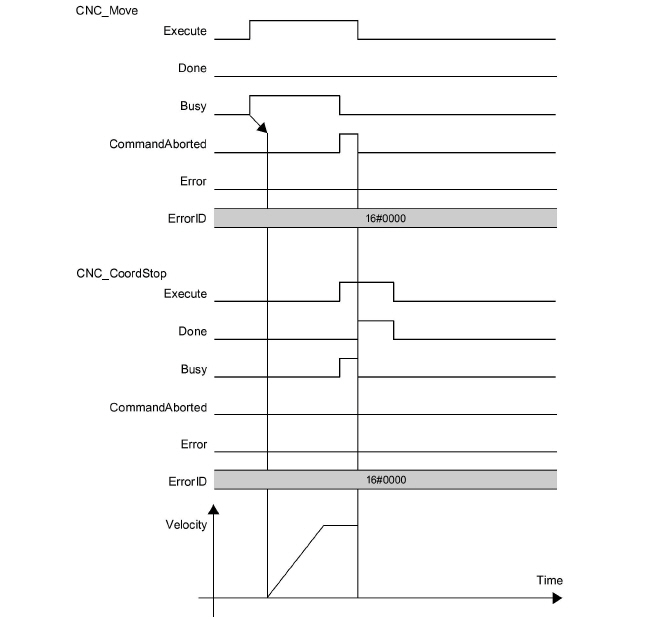 CNC_Move
Execute
Done
Busy
CommandAborted
Error
ErrorID 16#0000
CNC_CoordStop
Execute
Done
Busy
CommandAborted
Error
ErrorID 16#0000
Velocity
Time